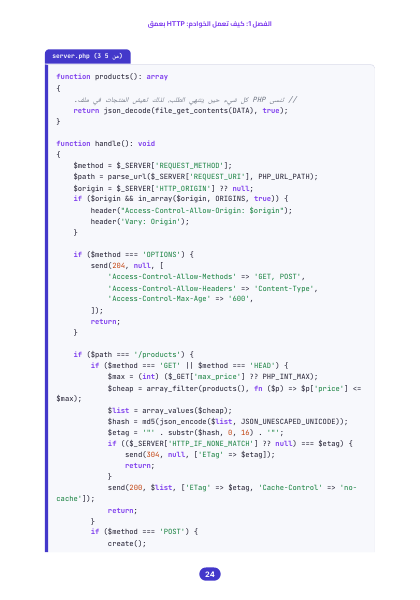 الفصل 1: كيف تعمل الخوادم: HTTP بعمق
server.php (3 من 5)
function products(): array
{
// تنسى PHP كل شيء حين ينتهي الطلب، لذلك تعيش المنتجات في ملف.
return json_decode(file_get_contents(DATA), true);
}
function handle(): void
{
$method = $_SERVER['REQUEST_METHOD'];
$path = parse_url($_SERVER['REQUEST_URI'], PHP_URL_PATH);
$origin = $_SERVER['HTTP_ORIGIN'] ?? null;
if ($origin && in_array($origin, ORIGINS, true)) {
header("Access-Control-Allow-Origin: $origin");
header('Vary: Origin');
}
if ($method === 'OPTIONS') {
send(204, null, [
'Access-Control-Allow-Methods' => 'GET, POST',
'Access-Control-Allow-Headers' => 'Content-Type',
'Access-Control-Max-Age' => '600',
]);
return;
}
if ($path === '/products') {
if ($method === 'GET' || $method === 'HEAD') {
$max = (int) ($_GET['max_price'] ?? PHP_INT_MAX);
$cheap = array_filter(products(), fn ($p) => $p['price'] <=
$max);
$list = array_values($cheap);
$hash = md5(json_encode($list, JSON_UNESCAPED_UNICODE));
$etag = '"' . substr($hash, 0, 16) . '"';
if (($_SERVER['HTTP_IF_NONE_MATCH'] ?? null) === $etag) {
send(304, null, ['ETag' => $etag]);
return;
}
send(200, $list, ['ETag' => $etag, 'Cache-Control' => 'no-
cache']);
return;
}
if ($method === 'POST') {
create();
24